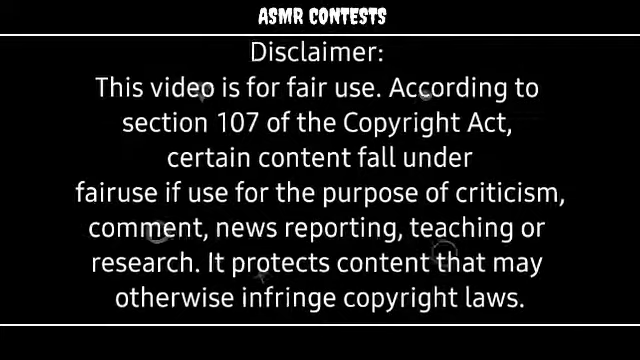 ASMR CONTESTS
Disclaimer:
This video is for fair use. According to
section 107 of the Copyright Act,
certain content fall under
fairuse if use for the purpose of criticism,
comment, news reporting, teaching or
research. It protects content that may
otherwise infringe copyright laws.